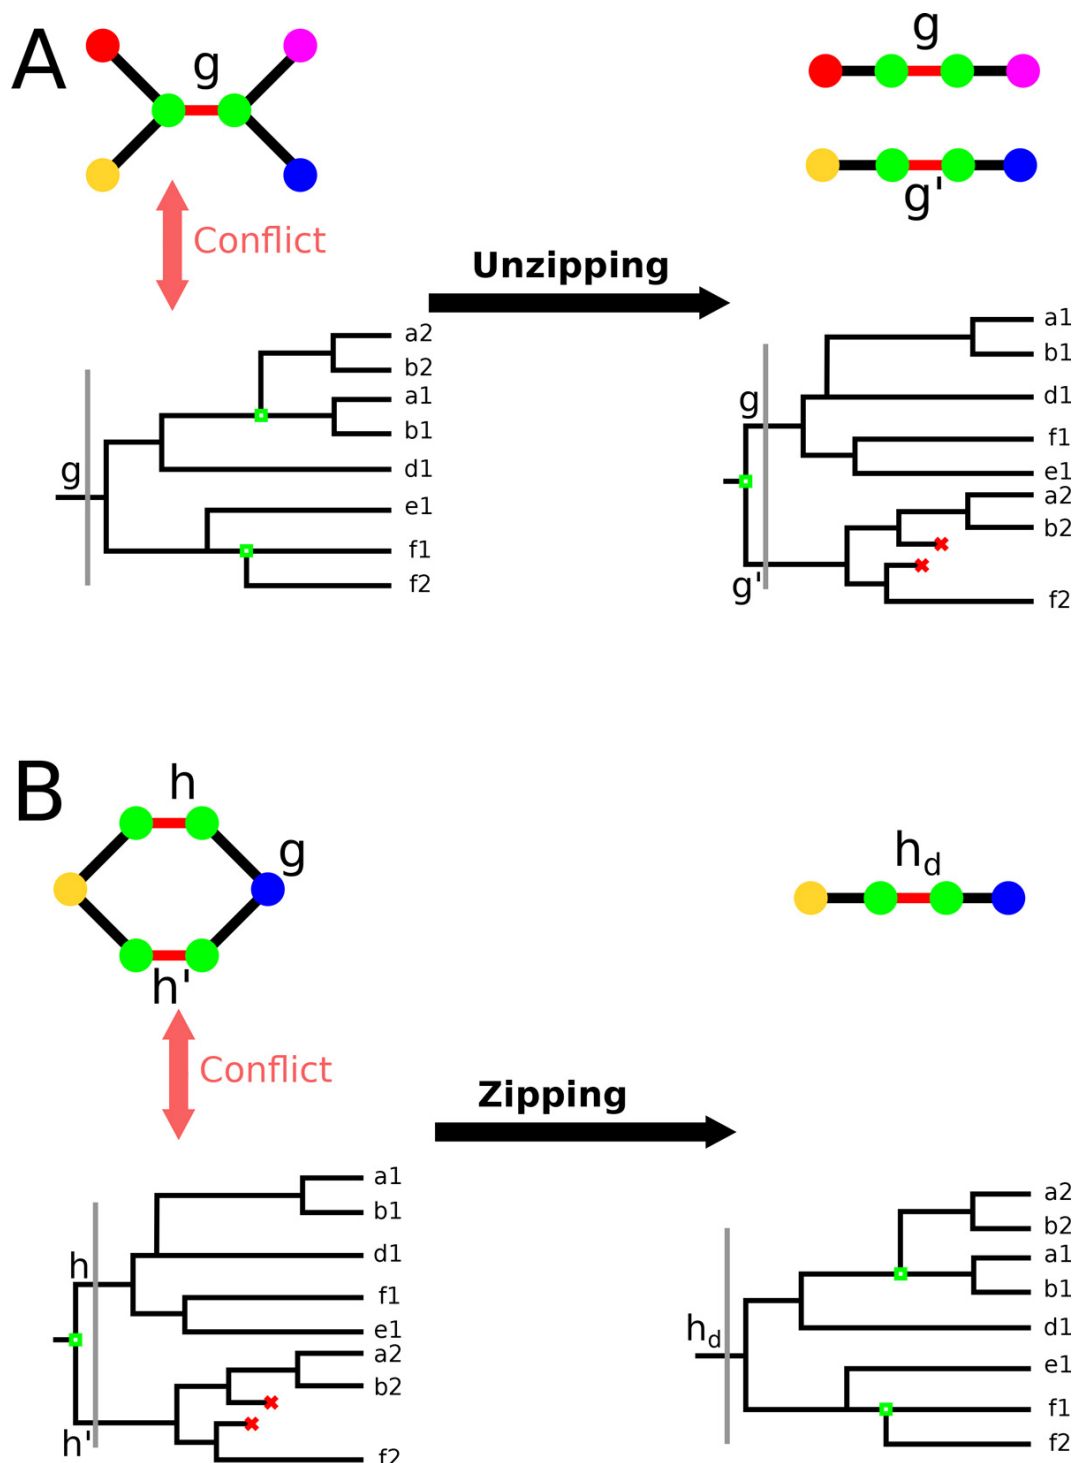 A
g
g
g'
Conflict
Unzipping
g
a2
b2
a1
b1
d1
e1
f1
f2
g
g'
a1
b1
d1
f1
e1
a2
b2
f2
B
h
g
h'
h_d
Conflict
Zipping
h
h'
a1
b1
d1
f1
e1
a2
b2
f2
h_d
a2
b2
a1
b1
d1
e1
f1
f2